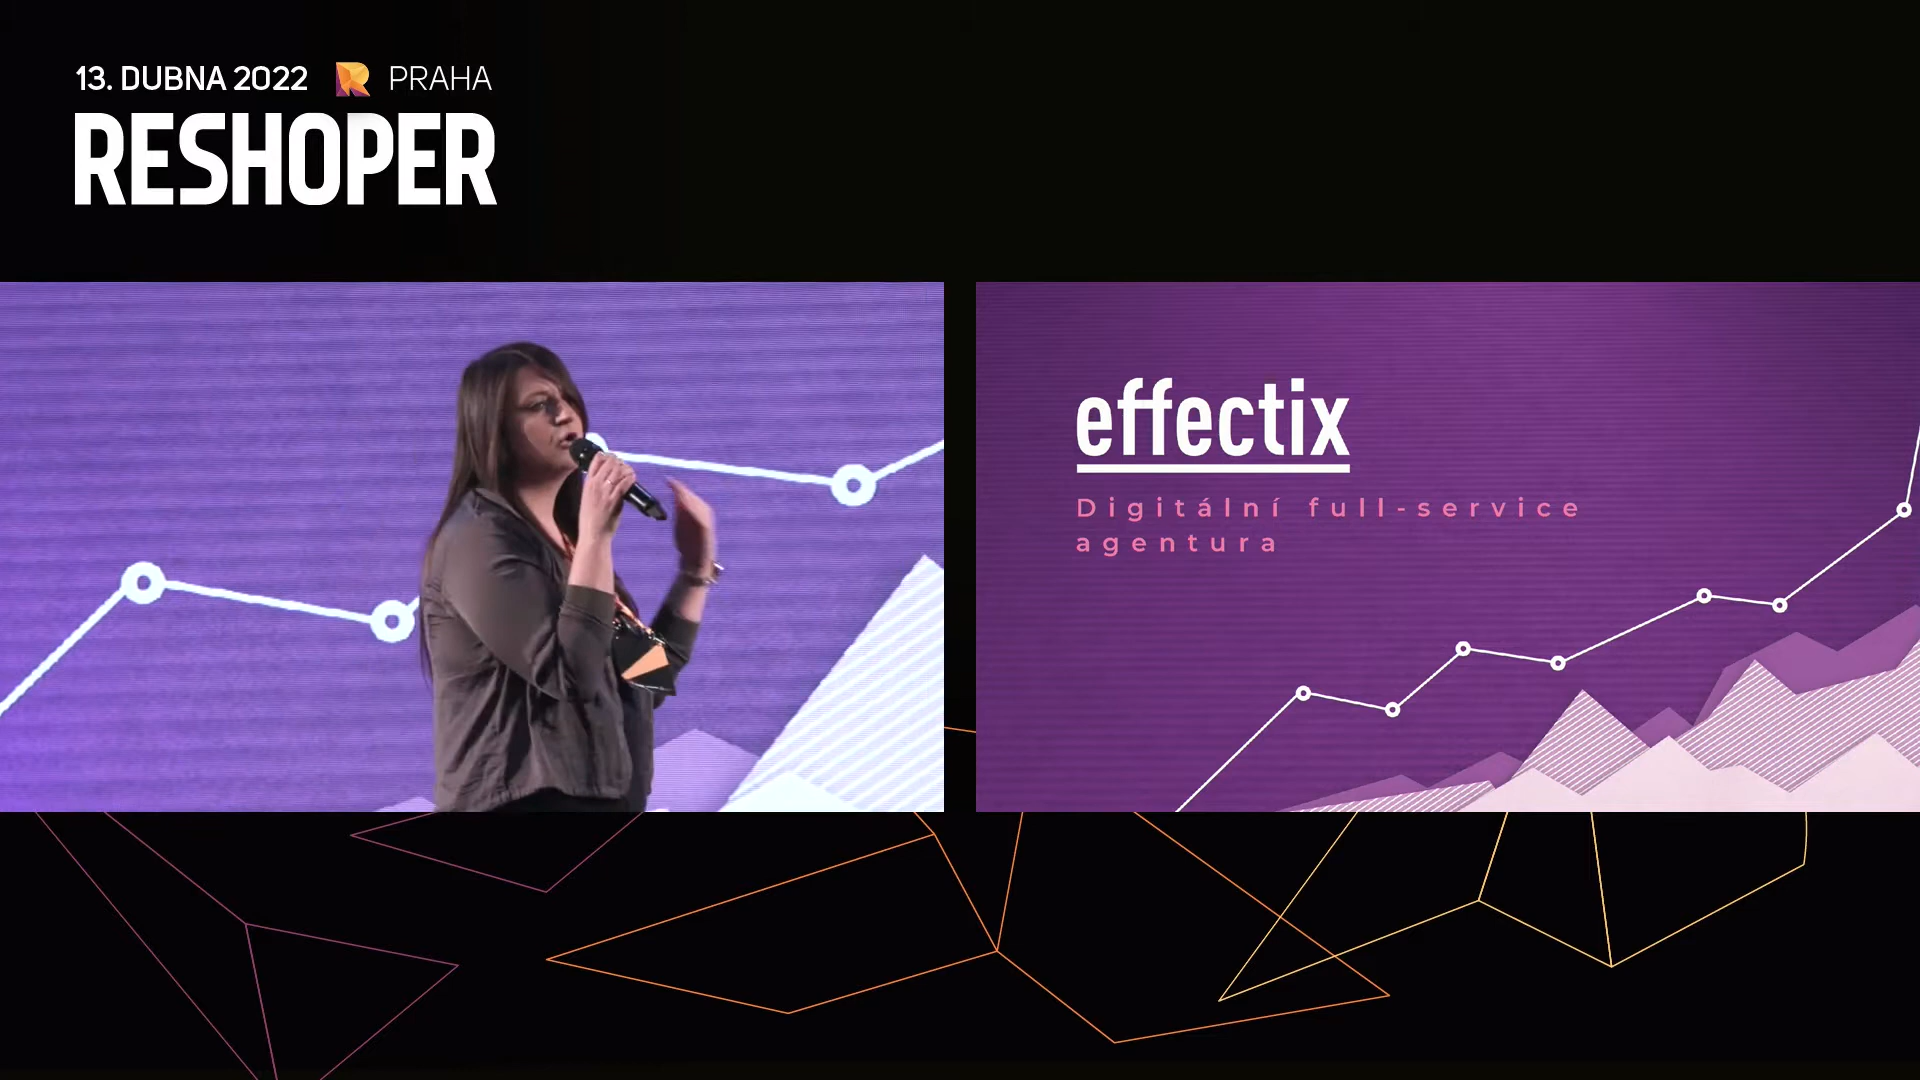 13. DUBNA 2022 PRAHA
RESHOPER
effectix
Digitální full-service
agentura